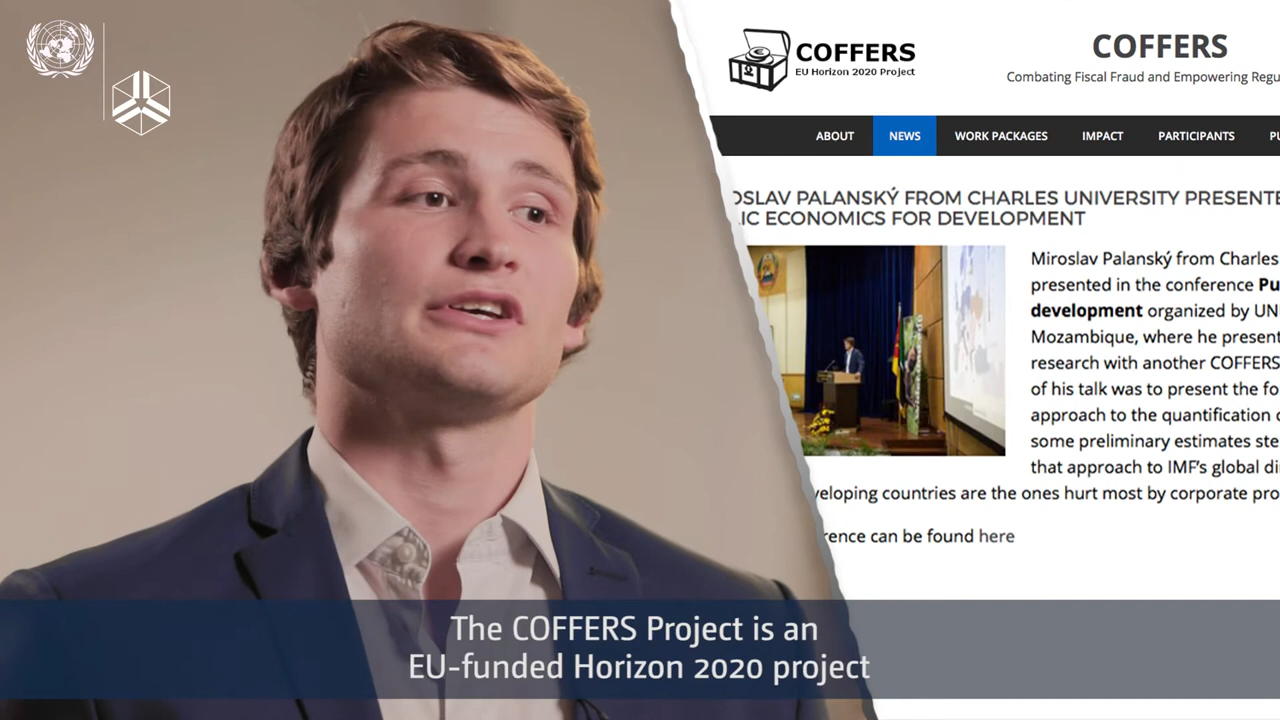 COFFERS
EU Horizon 2020 Project
COFFERS
Combating Fiscal Fraud and Empowering Regu
ABOUT NEWS WORK PACKAGES IMPACT PARTICIPANTS PU
OSLAV PALANSKÝ FROM CHARLES UNIVERSITY PRESENTE
LIC ECONOMICS FOR DEVELOPMENT
Miroslav Palanský from Charles
presented in the conference Pu
development organized by UN
Mozambique, where he present
research with another COFFERS
of his talk was to present the fo
approach to the quantification
some preliminary estimates ste
that approach to IMF's global di
veloping countries are the ones hurt most by corporate pro
rence can be found here
The COFFERS Project is an
EU-funded Horizon 2020 project